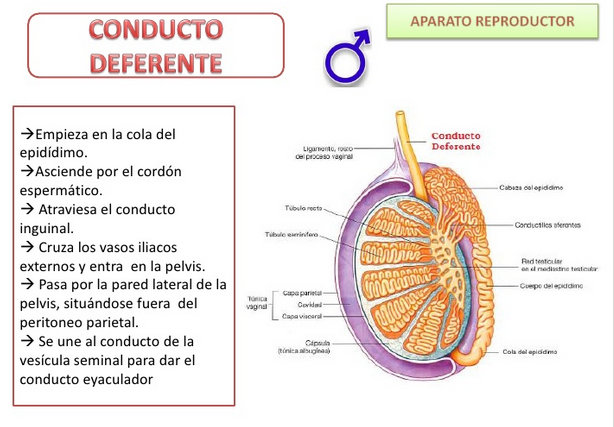 CONDUCTO
DEFERENTE
APARATO REPRODUCTOR
→Empieza en la cola del
epidídimo.
→Asciende por el cordón
espermático.
→ Atraviesa el conducto
inguinal.
→ Cruza los vasos iliacos
externos y entra en la pelvis.
→ Pasa por la pared lateral de la
pelvis, situándose fuera del
peritoneo parietal.
→ Se une al conducto de la
vesícula seminal para dar el
conducto eyaculador
Conducto
Deferente
Ligamento, resto
del proceso vaginal
Cabeza del epidídimo
Túbulo recto
Conductillos eferentes
Túbulo seminífero
Red testicular
en el mediastino testicular
Cuerpo del epidídimo
Capa parietal
Túnica
vaginal
Cavidad
Capa visceral
Cápsula
(túnica albugínea)
Cola del epidídimo